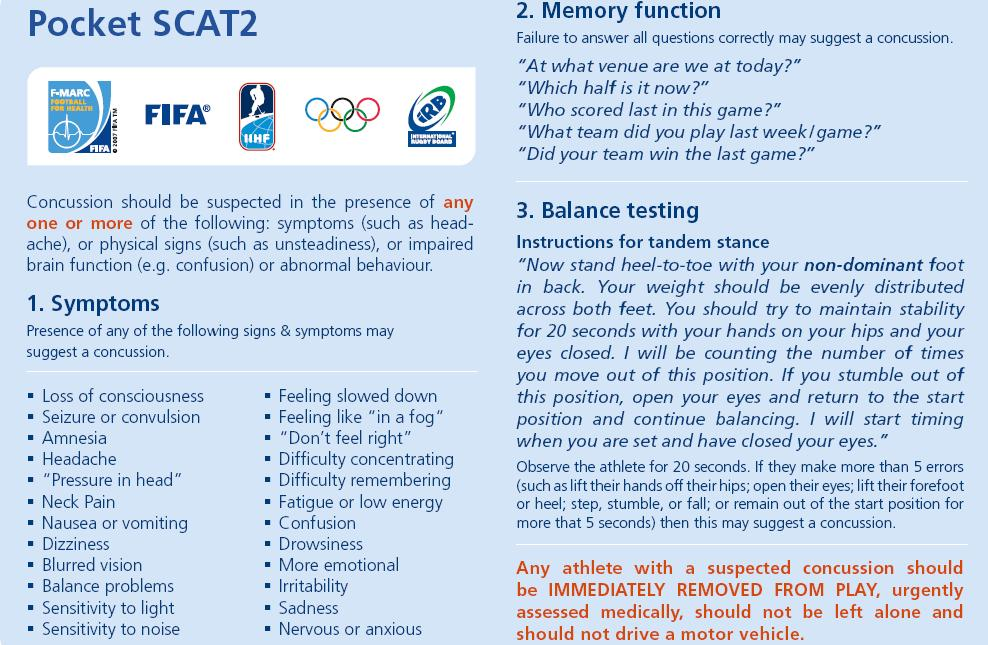 Pocket SCAT2
F-MARC
FOOTBALL
FOR HEALTH
FIFA
© 2007 FIFA TM
FIFA®
IIHF
®
IRB
INTERNATIONAL
RUGBY BOARD
Concussion should be suspected in the presence of any
one or more of the following: symptoms (such as head-
ache), or physical signs (such as unsteadiness), or impaired
brain function (e.g. confusion) or abnormal behaviour.
1. Symptoms
Presence of any of the following signs & symptoms may
suggest a concussion.
▪ Loss of consciousness
▪ Seizure or convulsion
▪ Amnesia
▪ Headache
▪ “Pressure in head”
▪ Neck Pain
▪ Nausea or vomiting
▪ Dizziness
▪ Blurred vision
▪ Balance problems
▪ Sensitivity to light
▪ Sensitivity to noise
▪ Feeling slowed down
▪ Feeling like “in a fog“
▪ “Don’t feel right”
▪ Difficulty concentrating
▪ Difficulty remembering
▪ Fatigue or low energy
▪ Confusion
▪ Drowsiness
▪ More emotional
▪ Irritability
▪ Sadness
▪ Nervous or anxious
2. Memory function
Failure to answer all questions correctly may suggest a concussion.
“At what venue are we at today?”
“Which half is it now?”
“Who scored last in this game?”
“What team did you play last week/game?”
“Did your team win the last game?”
3. Balance testing
Instructions for tandem stance
“Now stand heel-to-toe with your non-dominant foot
in back. Your weight should be evenly distributed
across both feet. You should try to maintain stability
for 20 seconds with your hands on your hips and your
eyes closed. I will be counting the number of times
you move out of this position. If you stumble out of
this position, open your eyes and return to the start
position and continue balancing. I will start timing
when you are set and have closed your eyes.”
Observe the athlete for 20 seconds. If they make more than 5 errors
(such as lift their hands off their hips; open their eyes; lift their forefoot
or heel; step, stumble, or fall; or remain out of the start position for
more that 5 seconds) then this may suggest a concussion.
Any athlete with a suspected concussion should
be IMMEDIATELY REMOVED FROM PLAY, urgently
assessed medically, should not be left alone and
should not drive a motor vehicle.